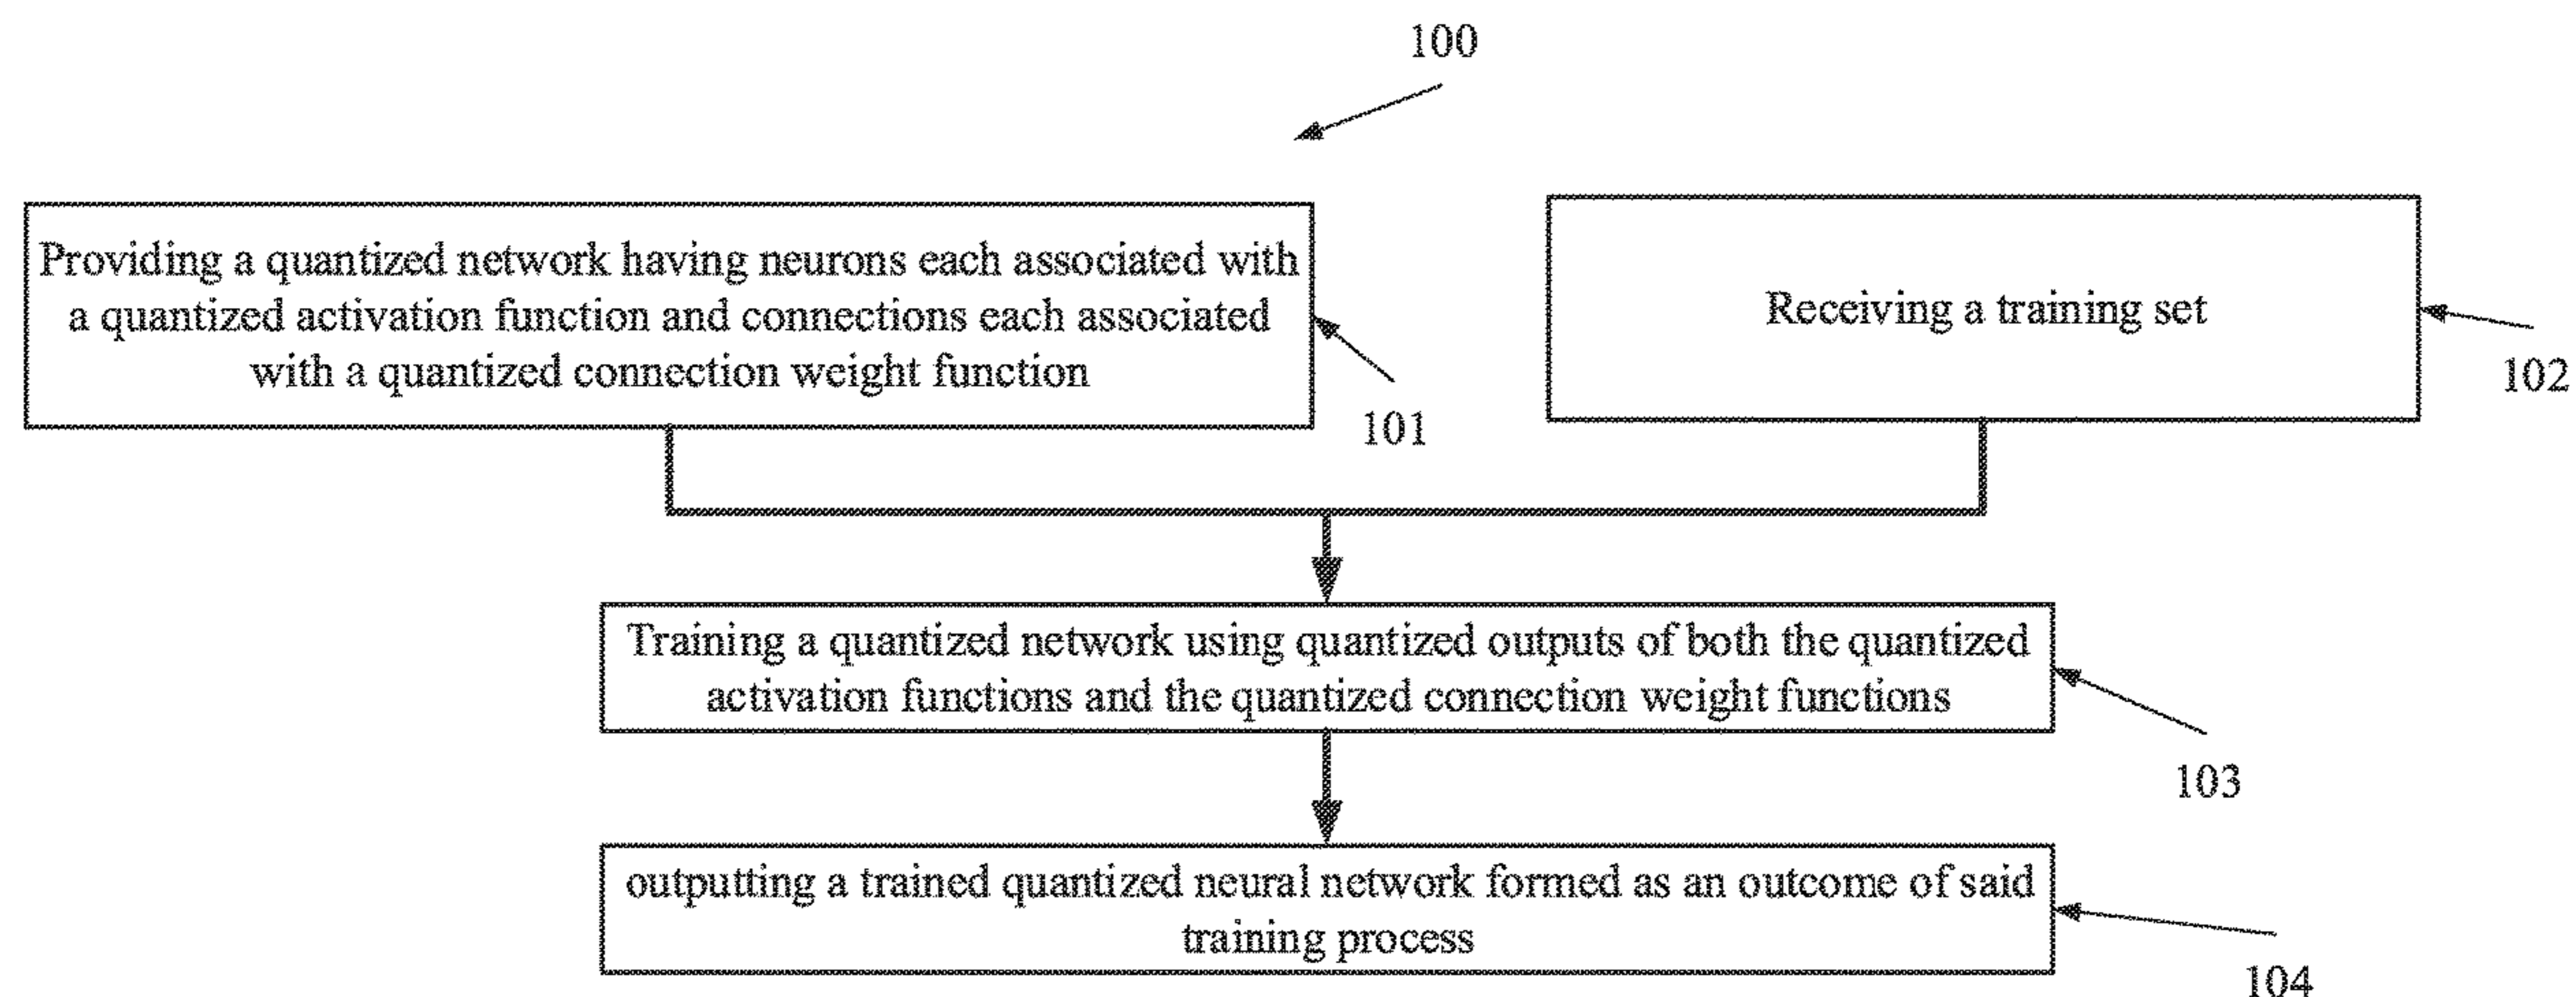 100
Providing a quantized network having neurons each associated with
a quantized activation function and connections each associated
with a quantized connection weight function
101
Receiving a training set
102
Training a quantized network using quantized outputs of both the quantized
activation functions and the quantized connection weight functions
103
outputting a trained quantized neural network formed as an outcome of said
training process
104